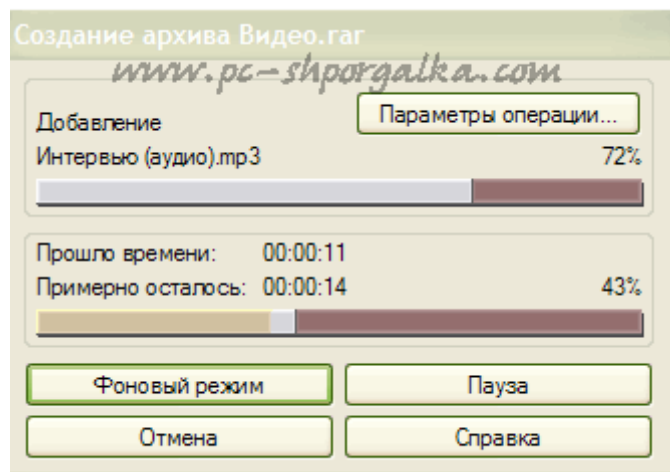 Создание архива Видео.rar
www.pc-shporgalka.com
Добавление
Параметры операции...
Интервью (аудио).mp3 72%
Прошло времени: 00:00:11
Примерно осталось: 00:00:14 43%
Фоновый режим Пауза
Отмена Справка